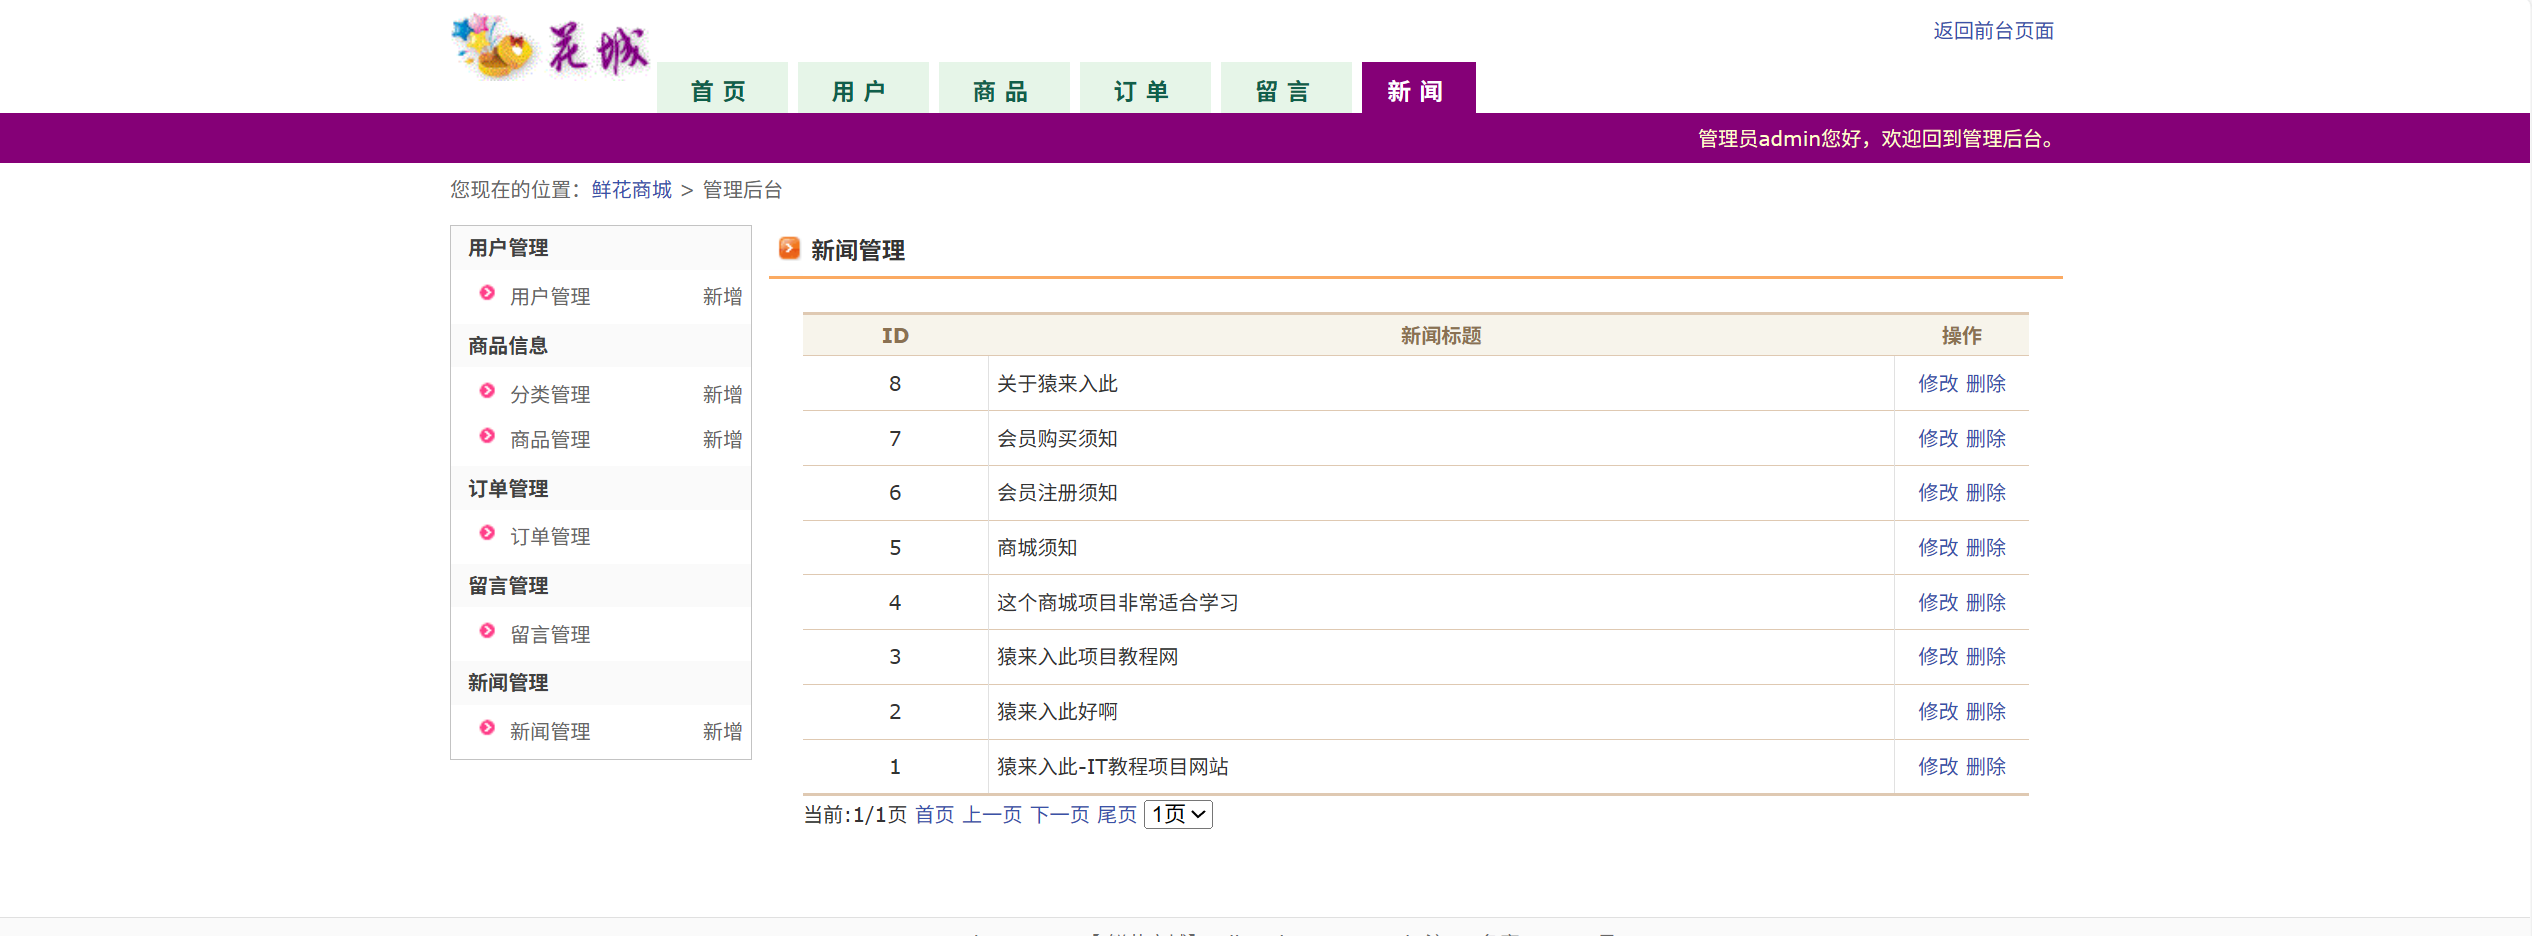 花城
返回前台页面
首页 用户 商品 订单 留言 新闻
管理员admin您好，欢迎回到管理后台。
您现在的位置：鲜花商城 > 管理后台
用户管理
用户管理 新增
商品信息
分类管理 新增
商品管理 新增
订单管理
订单管理
留言管理
留言管理
新闻管理
新闻管理 新增
新闻管理
ID 新闻标题 操作
8 关于猿来入此 修改 删除
7 会员购买须知 修改 删除
6 会员注册须知 修改 删除
5 商城须知 修改 删除
4 这个商城项目非常适合学习 修改 删除
3 猿来入此项目教程网 修改 删除
2 猿来入此好啊 修改 删除
1 猿来入此-IT教程项目网站 修改 删除
当前:1/1页 首页 上一页 下一页 尾页 1页